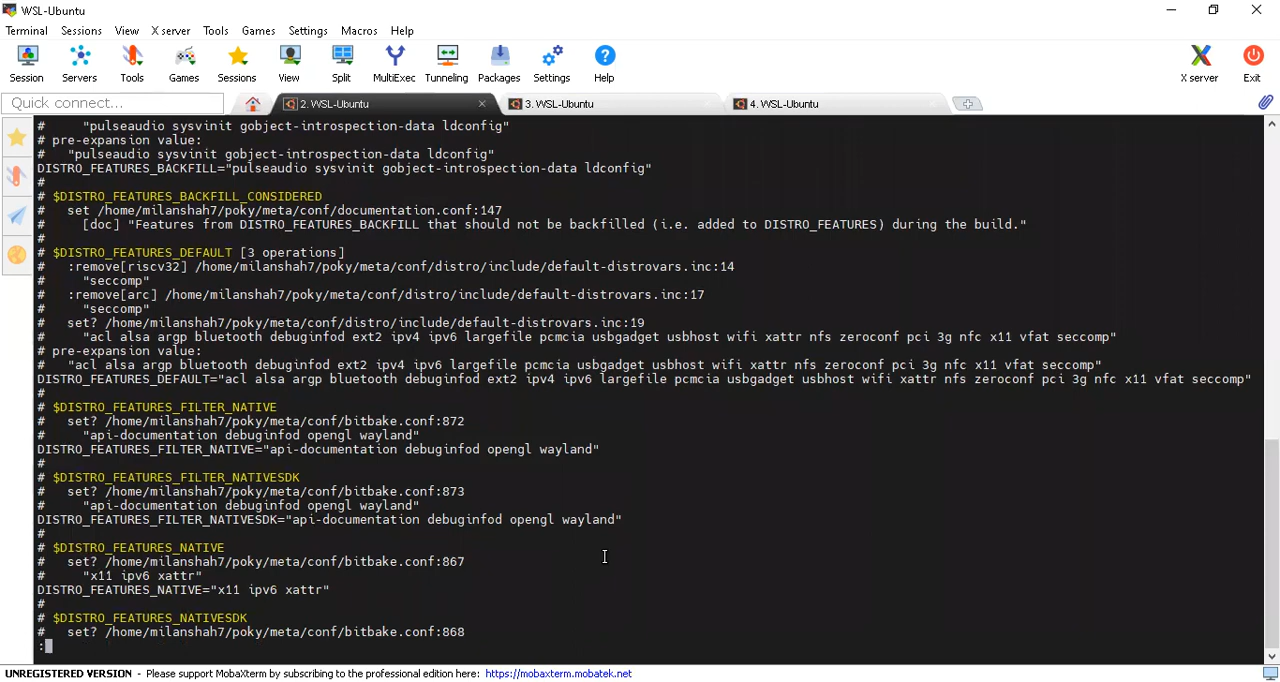 WSL-Ubuntu
Terminal Sessions View X server Tools Games Settings Macros Help
Session Servers Tools Games Sessions View Split MultiExec Tunneling Packages Settings Help X server Exit
Quick connect... 2. WSL-Ubuntu 3. WSL-Ubuntu 4. WSL-Ubuntu
#     "pulseaudio sysvinit gobject-introspection-data ldconfig"
# pre-expansion value:
#   "pulseaudio sysvinit gobject-introspection-data ldconfig"
DISTRO_FEATURES_BACKFILL="pulseaudio sysvinit gobject-introspection-data ldconfig"
#
# $DISTRO_FEATURES_BACKFILL_CONSIDERED
#   set /home/milanshah7/poky/meta/conf/documentation.conf:147
#     [doc] "Features from DISTRO_FEATURES_BACKFILL that should not be backfilled (i.e. added to DISTRO_FEATURES) during the build."
#
# $DISTRO_FEATURES_DEFAULT [3 operations]
#   :remove[riscv32] /home/milanshah7/poky/meta/conf/distro/include/default-distrovars.inc:14
#     "seccomp"
#   :remove[arc] /home/milanshah7/poky/meta/conf/distro/include/default-distrovars.inc:17
#     "seccomp"
#   set? /home/milanshah7/poky/meta/conf/distro/include/default-distrovars.inc:19
#     "acl alsa argp bluetooth debuginfod ext2 ipv4 ipv6 largefile pcmcia usbgadget usbhost wifi xattr nfs zeroconf pci 3g nfc x11 vfat seccomp"
# pre-expansion value:
#   "acl alsa argp bluetooth debuginfod ext2 ipv4 ipv6 largefile pcmcia usbgadget usbhost wifi xattr nfs zeroconf pci 3g nfc x11 vfat seccomp"
DISTRO_FEATURES_DEFAULT="acl alsa argp bluetooth debuginfod ext2 ipv4 ipv6 largefile pcmcia usbgadget usbhost wifi xattr nfs zeroconf pci 3g nfc x11 vfat seccomp"
#
# $DISTRO_FEATURES_FILTER_NATIVE
#   set? /home/milanshah7/poky/meta/conf/bitbake.conf:872
#     "api-documentation debuginfod opengl wayland"
DISTRO_FEATURES_FILTER_NATIVE="api-documentation debuginfod opengl wayland"
#
# $DISTRO_FEATURES_FILTER_NATIVESDK
#   set? /home/milanshah7/poky/meta/conf/bitbake.conf:873
#     "api-documentation debuginfod opengl wayland"
DISTRO_FEATURES_FILTER_NATIVESDK="api-documentation debuginfod opengl wayland"
#
# $DISTRO_FEATURES_NATIVE
#   set? /home/milanshah7/poky/meta/conf/bitbake.conf:867
#     "x11 ipv6 xattr"
DISTRO_FEATURES_NATIVE="x11 ipv6 xattr"
#
# $DISTRO_FEATURES_NATIVESDK
#   set? /home/milanshah7/poky/meta/conf/bitbake.conf:868
:
UNREGISTERED VERSION - Please support MobaXterm by subscribing to the professional edition here: https://mobaxterm.mobatek.net